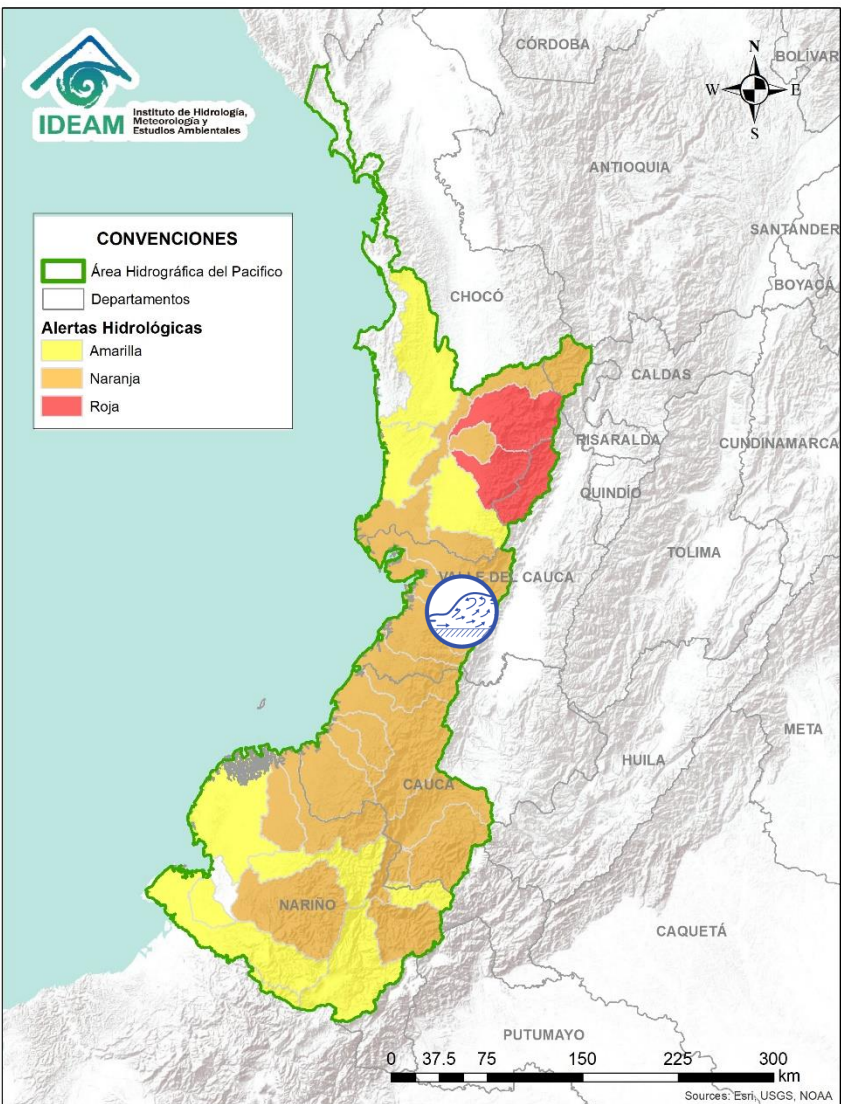 IDEAM
Instituto de Hidrología,
Meteorología y
Estudios Ambientales
N
W
E
S
CÓRDOBA
BOLÍVAR
ANTIOQUIA
SANTANDER
BOYACÁ
CHOCÓ
CALDAS
RISARALDA
CUNDINAMARCA
QUINDÍO
TOLIMA
VALLE DEL CAUCA
META
HUILA
CAUCA
NARIÑO
CAQUETÁ
PUTUMAYO
CONVENCIONES
Área Hidrográfica del Pacifico
Departamentos
Alertas Hidrológicas
Amarilla
Naranja
Roja
0 37.5 75 150 225 300
km
Sources: Esri, USGS, NOAA